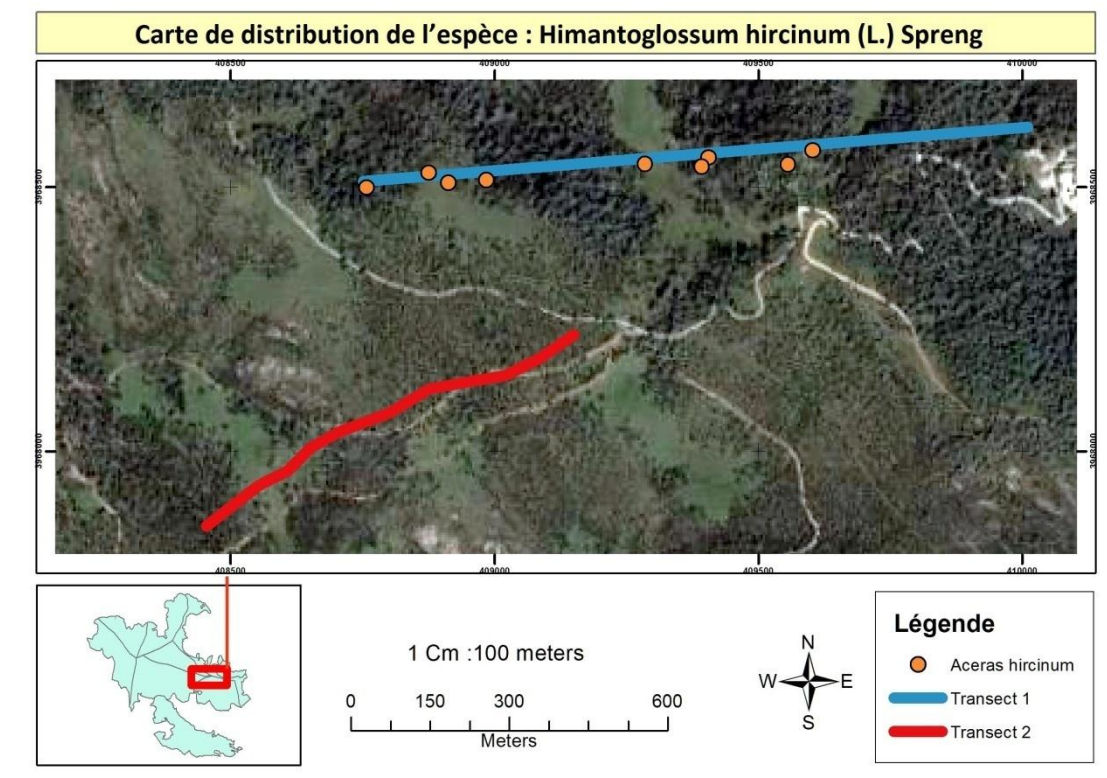 Carte de distribution de l'espèce : Himantoglossum hircinum (L.) Spreng
408500 409000 409500 410000
3968500 3968500
3968000 3968000
408500 409000 409500 410000
1 Cm :100 meters
0 150 300 600
Meters
N
W E
S
Légende
Aceras hircinum
Transect 1
Transect 2